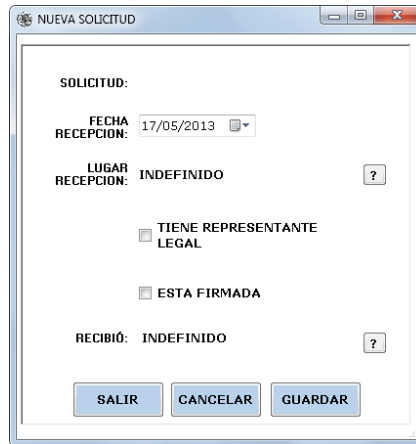 NUEVA SOLICITUD
SOLICITUD:
FECHA
RECEPCION: 17/05/2013
LUGAR
RECEPCION: INDEFINIDO ?
TIENE REPRESENTANTE
LEGAL
ESTA FIRMADA
RECIBIÓ: INDEFINIDO ?
SALIR CANCELAR GUARDAR